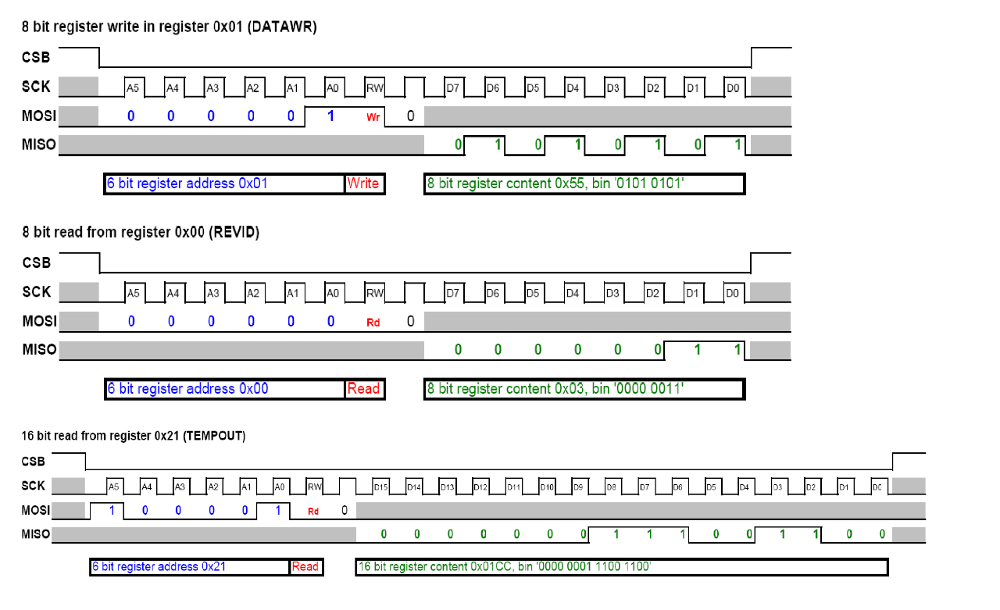 8 bit register write in register 0x01 (DATAWR)
CSB
SCK A5 A4 A3 A2 A1 A0 RW D7 D6 D5 D4 D3 D2 D1 D0
MOSI 0 0 0 0 0 1 Wr 0
MISO 0 1 0 1 0 1 0 1
6 bit register address 0x01 Write 8 bit register content 0x55, bin '0101 0101'
8 bit read from register 0x00 (REVID)
CSB
SCK A5 A4 A3 A2 A1 A0 RW D7 D6 D5 D4 D3 D2 D1 D0
MOSI 0 0 0 0 0 0 Rd 0
MISO 0 0 0 0 0 0 1 1
6 bit register address 0x00 Read 8 bit register content 0x03, bin '0000 0011'
16 bit read from register 0x21 (TEMPOUT)
CSB
SCK A5 A4 A3 A2 A1 A0 RW D15 D14 D13 D12 D11 D10 D9 D8 D7 D6 D5 D4 D3 D2 D1 D0
MOSI 1 0 0 0 0 1 Rd 0
MISO 0 0 0 0 0 0 0 1 1 1 0 0 1 1 0 0
6 bit register address 0x21 Read 16 bit register content 0x01CC, bin '0000 0001 1100 1100'